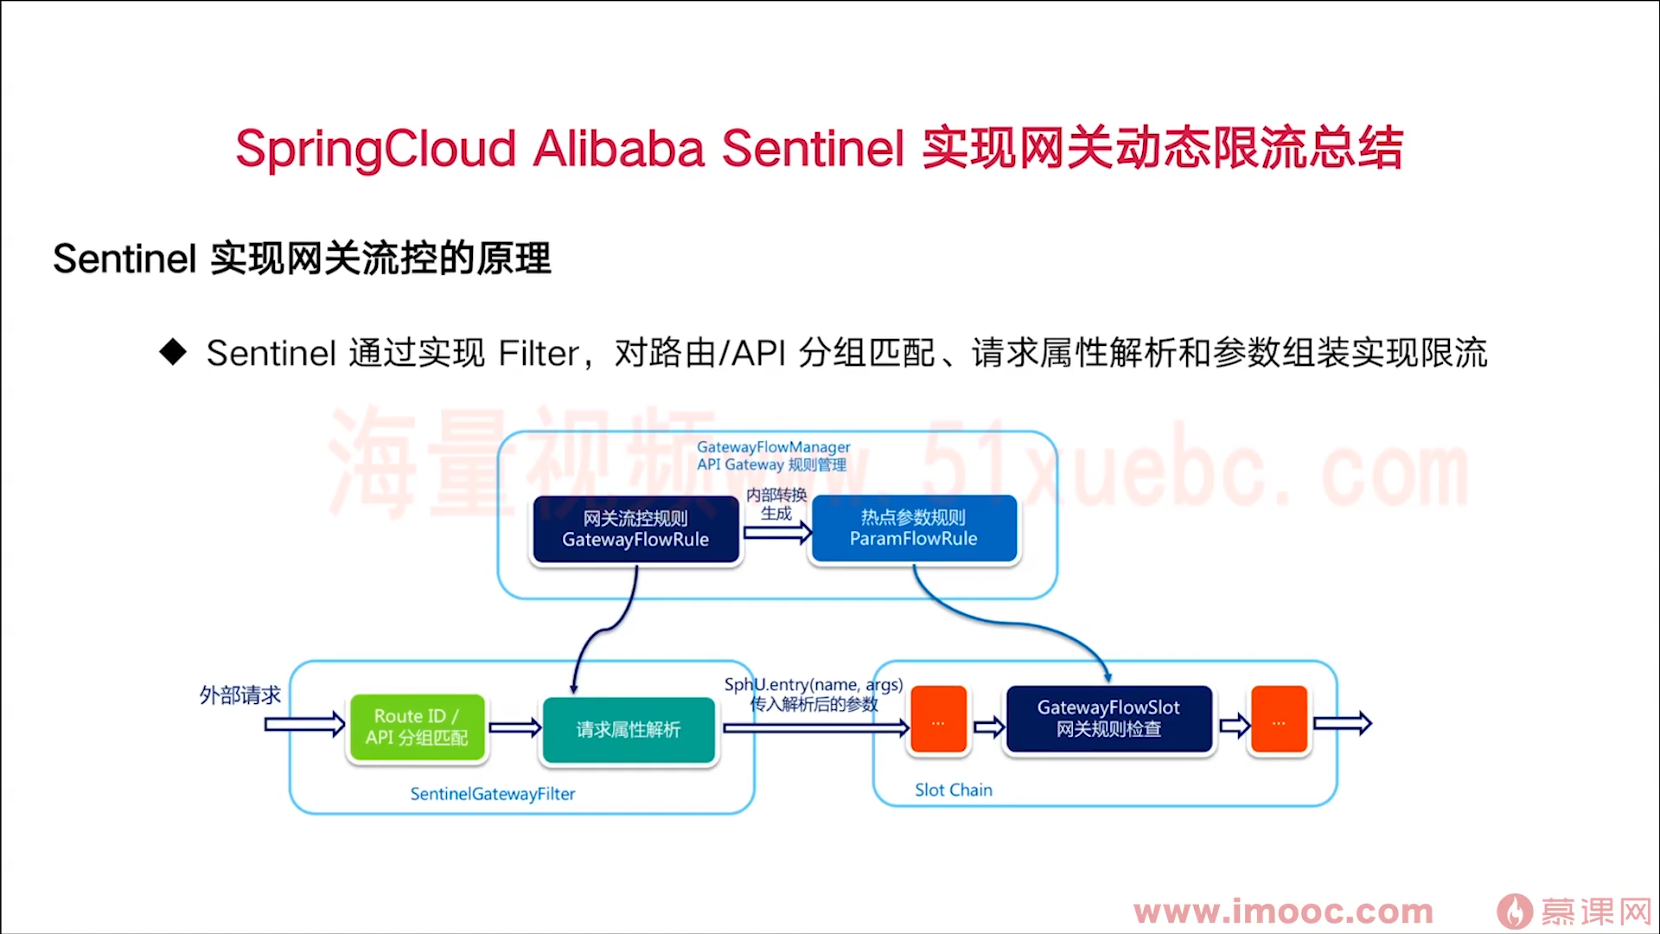 SpringCloud Alibaba Sentinel 实现网关动态限流总结
Sentinel 实现网关流控的原理
◆ Sentinel 通过实现 Filter，对路由/API 分组匹配、请求属性解析和参数组装实现限流
海量视频www.51xuebc.com
GatewayFlowManager
API Gateway 规则管理
网关流控规则
GatewayFlowRule
内部转换
生成
热点参数规则
ParamFlowRule
外部请求
Route ID /
API 分组匹配
请求属性解析
SentinelGatewayFilter
SphU.entry(name, args)
传入解析后的参数
...
GatewayFlowSlot
网关规则检查
...
Slot Chain
www.imooc.com
慕课网